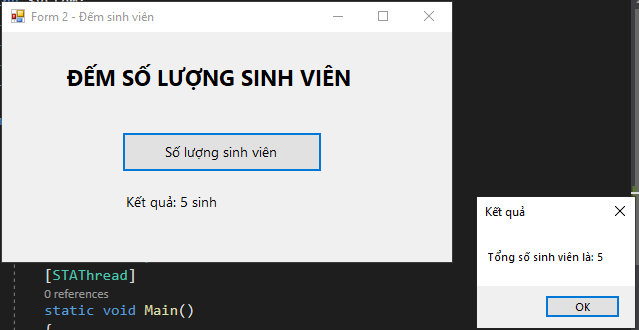 Form 2 - Đếm sinh viên
ĐẾM SỐ LƯỢNG SINH VIÊN
Số lượng sinh viên
Kết quả: 5 sinh
Kết quả
Tổng số sinh viên là: 5
OK
[STAThread]
0 references
static void Main()
{